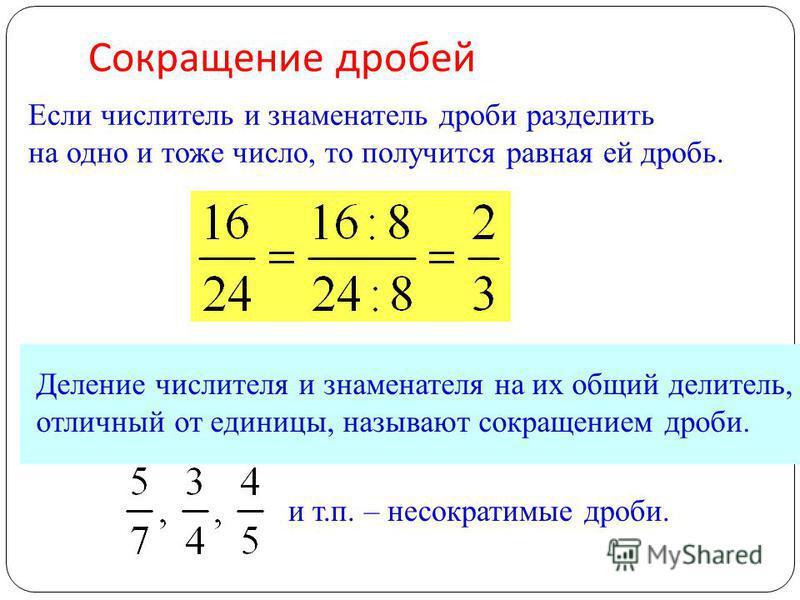 Сокращение дробей
Если числитель и знаменатель дроби разделить
на одно и тоже число, то получится равная ей дробь.
16/24 = 16 : 8/24 : 8 = 2/3
Деление числителя и знаменателя на их общий делитель,
отличный от единицы, называют сокращением дроби.
5/7, 3/4, 4/5 и т.п. – несократимые дроби.
MyShared